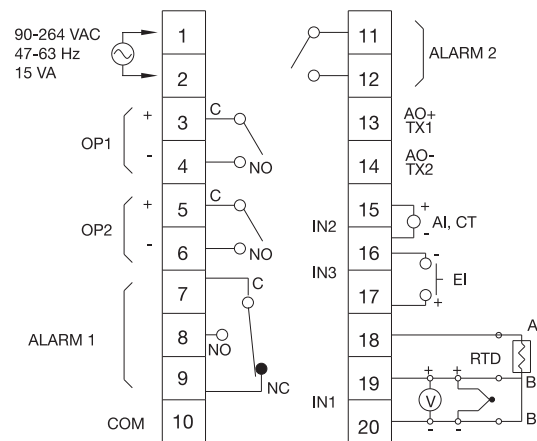 90-264 VAC
47-63 Hz
15 VA
1
2
OP1
+
-
3
4
C
NO
OP2
+
-
5
6
C
NO
ALARM 1
7
8
9
C
NO
NC
COM
10
11
12
ALARM 2
13
AO+
TX1
14
AO-
TX2
IN2
15
+
-
AI, CT
IN3
16
17
-
+
EI
18
A
RTD
IN1
19
+
+
B
V
20
-
-
B